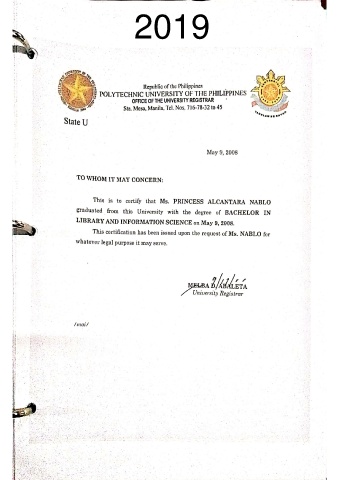 2019
Republic of the Philippines
POLYTECHNIC UNIVERSITY OF THE PHILIPPINES
OFFICE OF THE UNIVERSITY REGISTRAR
Sta. Mesa, Manila, Tel. Nos. 716-78-32 to 45
State U
May 9, 2008
TO WHOM IT MAY CONCERN:
This is to certify that Ms. PRINCESS ALCANTARA NABLO
graduated from this University with the degree of BACHELOR IN
LIBRARY AND INFORMATION SCIENCE on May 9, 2008.
This certification has been issued upon the request of Ms. NABLO for
whatever legal purpose it may serve.
MELBA D. ABALETA
University Registrar